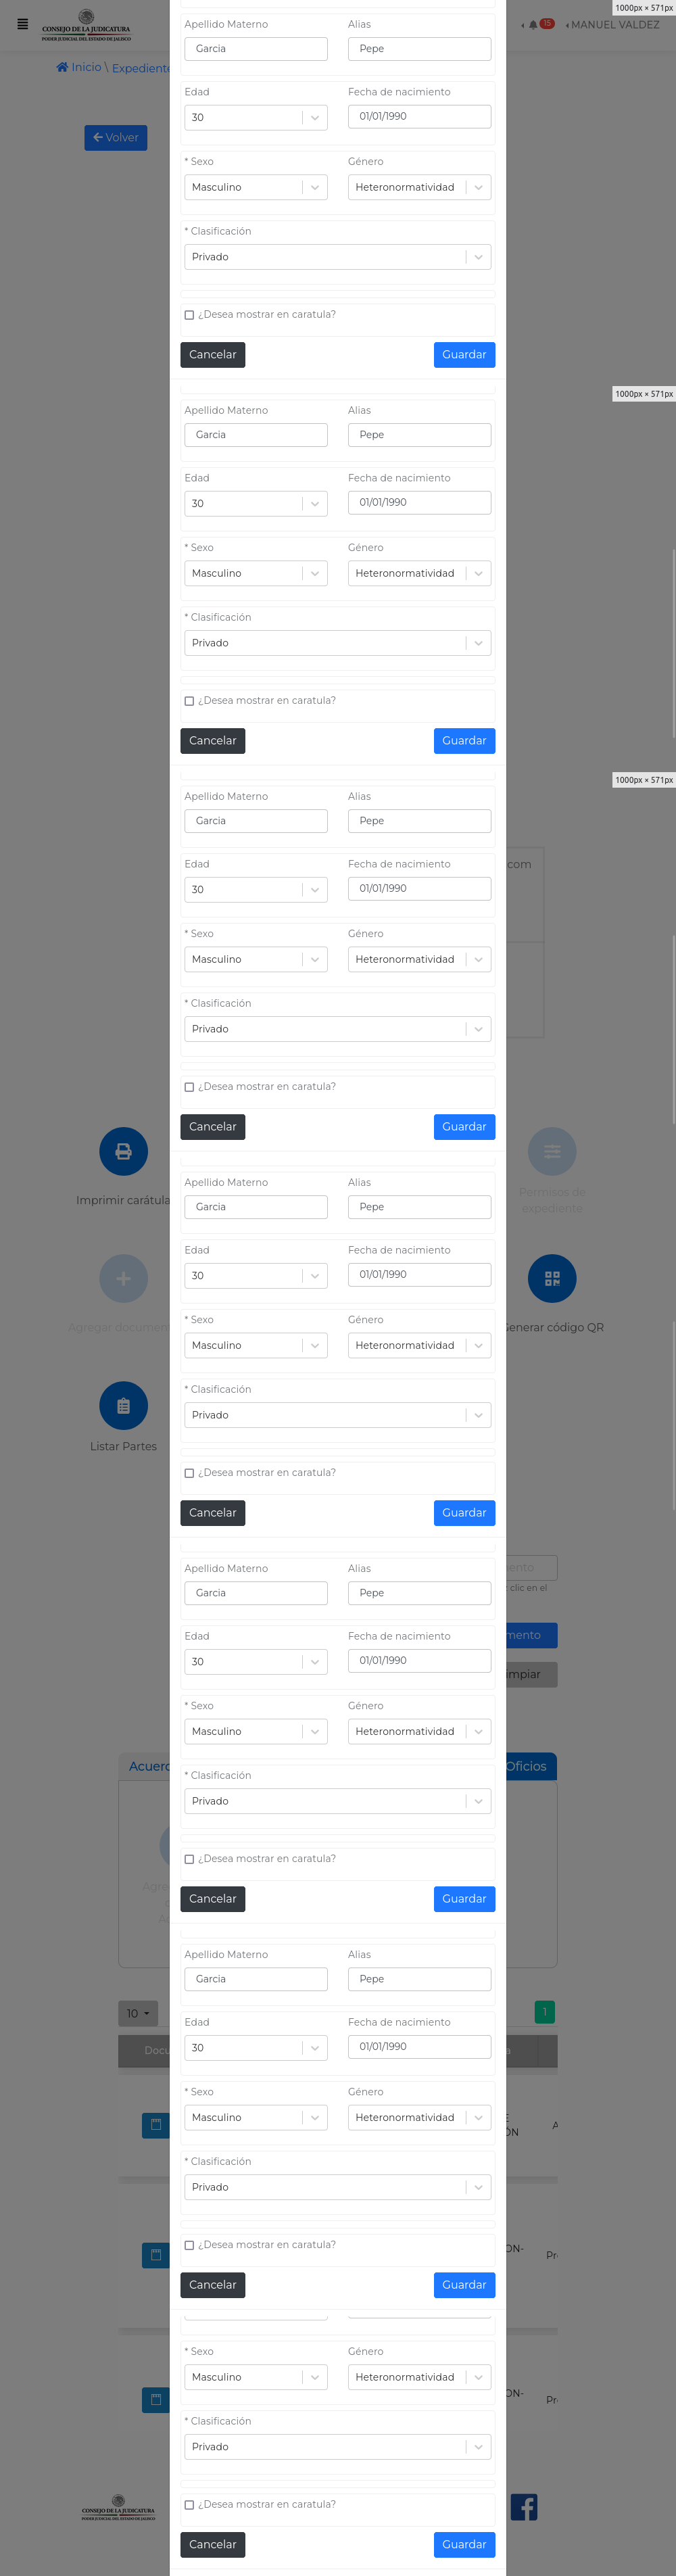 1000px × 571px
CONSEJO DE LA JUDICATURA
PODER JUDICIAL DEL ESTADO DE JALISCO
15
MANUEL VALDEZ
Inicio \ Expediente
Volver
Apellido Materno Alias
Garcia Pepe
Edad Fecha de nacimiento
30 01/01/1990
* Sexo Género
Masculino Heteronormatividad
* Clasificación
Privado
¿Desea mostrar en caratula?
Cancelar Guardar
1000px × 571px
Apellido Materno Alias
Garcia Pepe
Edad Fecha de nacimiento
30 01/01/1990
* Sexo Género
Masculino Heteronormatividad
* Clasificación
Privado
¿Desea mostrar en caratula?
Cancelar Guardar
1000px × 571px
Apellido Materno Alias
Garcia Pepe
Edad Fecha de nacimiento
com
30 01/01/1990
* Sexo Género
Masculino Heteronormatividad
* Clasificación
Privado
¿Desea mostrar en caratula?
Cancelar Guardar
Apellido Materno Alias
Imprimir carátula
Permisos de
expediente
Garcia Pepe
Edad Fecha de nacimiento
30 01/01/1990
* Sexo Género
Agregar documen
Generar código QR
Masculino Heteronormatividad
* Clasificación
Privado
Listar Partes
¿Desea mostrar en caratula?
Cancelar Guardar
Apellido Materno Alias
mento
clic en el
Garcia Pepe
Edad Fecha de nacimiento
mento
30 01/01/1990
impiar
* Sexo Género
Masculino Heteronormatividad
Acuerd
Oficios
* Clasificación
Privado
¿Desea mostrar en caratula?
Agre
Cancelar Guardar
Apellido Materno Alias
Garcia Pepe
10
1
Edad Fecha de nacimiento
30 01/01/1990
Docu
a
* Sexo Género
Masculino Heteronormatividad
E
ÓN
A
* Clasificación
Privado
¿Desea mostrar en caratula?
ON-
Pr
Cancelar Guardar
* Sexo Género
Masculino Heteronormatividad
ON-
Pr
* Clasificación
Privado
¿Desea mostrar en caratula?
CONSEJO DE LA JUDICATURA
PODER JUDICIAL DEL ESTADO DE JALISCO
Cancelar Guardar